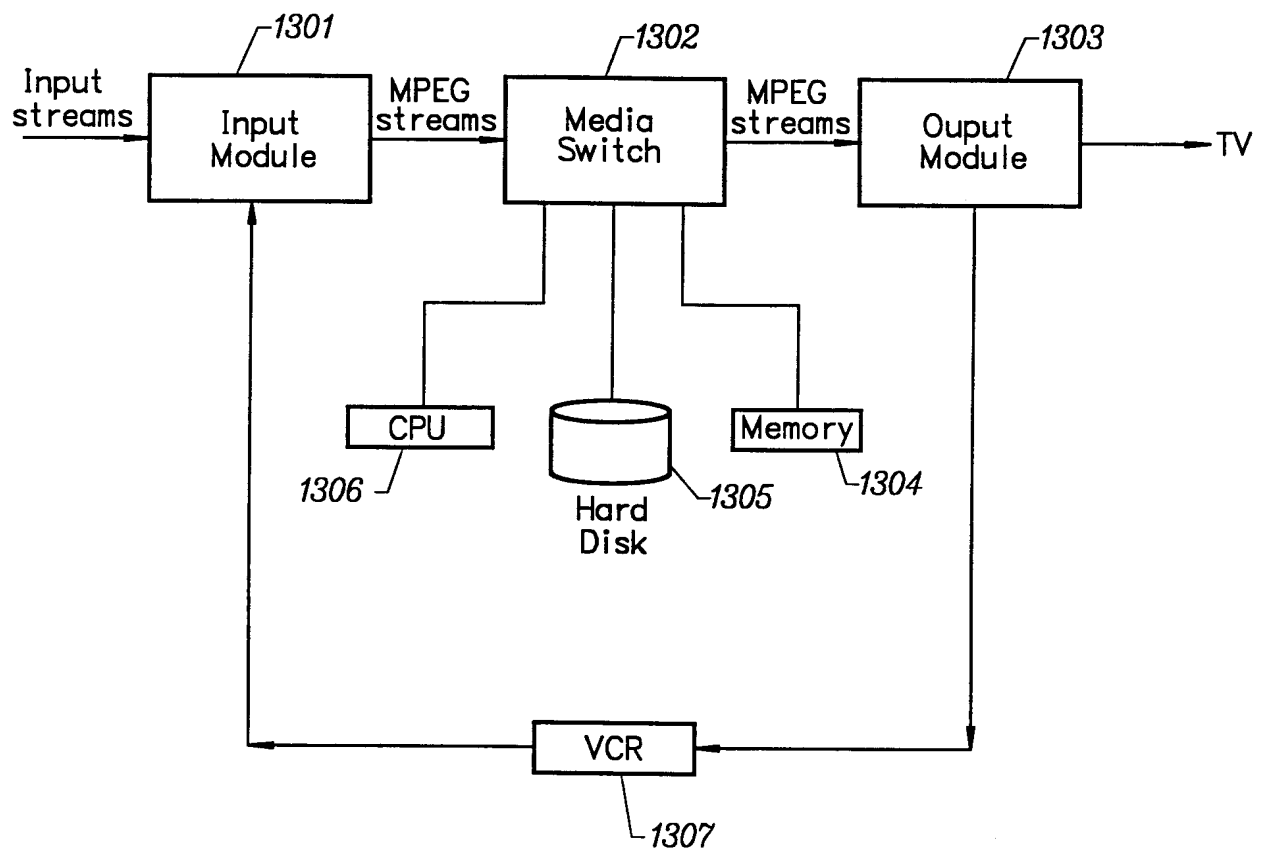 1301
1302
1303
Input
streams
Input
Module
MPEG
streams
Media
Switch
MPEG
streams
Ouput
Module
TV
CPU
1306
Hard
Disk
1305
Memory
1304
VCR
1307